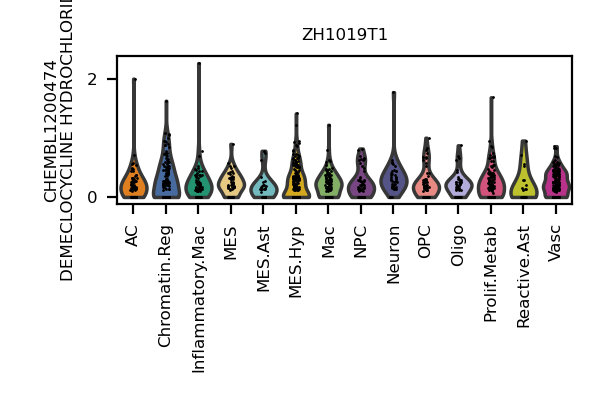 ZH1019T1
CHEMBL1200474
DEMECLOCYCLINE HYDROCHLORI
2
0
AC
Chromatin.Reg
Inflammatory.Mac
MES
MES.Ast
MES.Hyp
Mac
NPC
Neuron
OPC
Oligo
Prolif.Metab
Reactive.Ast
Vasc